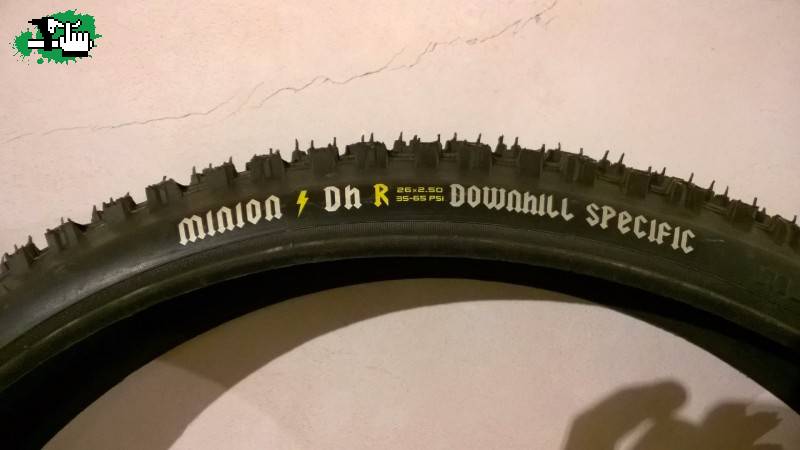 MINION DH R 26x2.50 DOWNHILL SPECIFIC
35-65 PSI